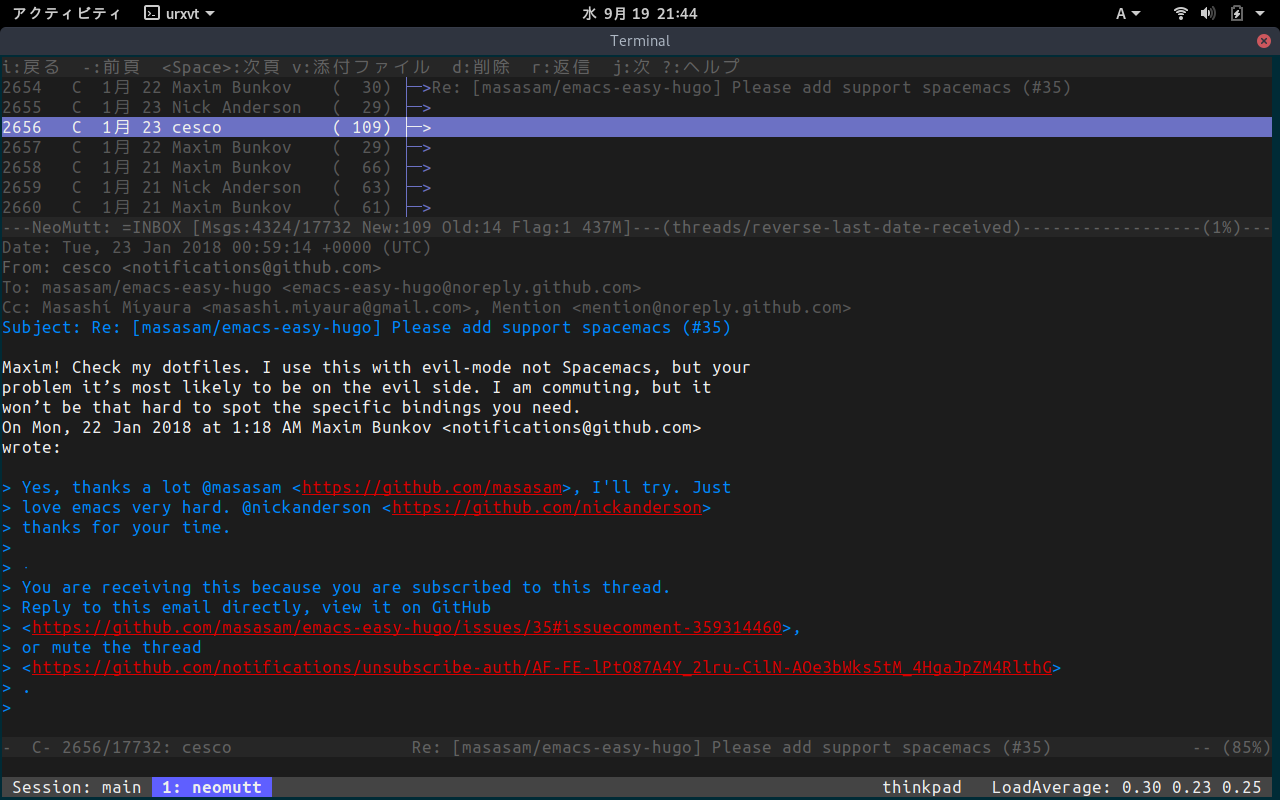 アクティビティ urxvt 水 9月 19 21:44 A
Terminal
i:戻る -:前頁 <Space>:次頁 v:添付ファイル d:削除 r:返信 j:次 ?:ヘルプ
2654 C 1月 22 Maxim Bunkov ( 30) ├─>Re: [masasam/emacs-easy-hugo] Please add support spacemacs (#35)
2655 C 1月 23 Nick Anderson ( 29) ├─>
2656 C 1月 23 cesco ( 109) ├─>
2657 C 1月 22 Maxim Bunkov ( 29) ├─>
2658 C 1月 21 Maxim Bunkov ( 66) ├─>
2659 C 1月 21 Nick Anderson ( 63) ├─>
2660 C 1月 21 Maxim Bunkov ( 61) ├─>
---NeoMutt: =INBOX [Msgs:4324/17732 New:109 Old:14 Flag:1 437M]---(threads/reverse-last-date-received)------------------(1%)---
Date: Tue, 23 Jan 2018 00:59:14 +0000 (UTC)
From: cesco <notifications@github.com>
To: masasam/emacs-easy-hugo <emacs-easy-hugo@noreply.github.com>
Cc: Masashi Miyaura <masashi.miyaura@gmail.com>, Mention <mention@noreply.github.com>
Subject: Re: [masasam/emacs-easy-hugo] Please add support spacemacs (#35)
Maxim! Check my dotfiles. I use this with evil-mode not Spacemacs, but your
problem it’s most likely to be on the evil side. I am commuting, but it
won’t be that hard to spot the specific bindings you need.
On Mon, 22 Jan 2018 at 1:18 AM Maxim Bunkov <notifications@github.com>
wrote:
> Yes, thanks a lot @masasam <https://github.com/masasam>, I'll try. Just
> love emacs very hard. @nickanderson <https://github.com/nickanderson>
> thanks for your time.
>
> .
> You are receiving this because you are subscribed to this thread.
> Reply to this email directly, view it on GitHub
> <https://github.com/masasam/emacs-easy-hugo/issues/35#issuecomment-359314460>,
> or mute the thread
> <https://github.com/notifications/unsubscribe-auth/AF-FE-lPtO87A4Y_2lru-CilN-AOe3bWks5tM_4HgaJpZM4RlthG>
> .
>
- C- 2656/17732: cesco Re: [masasam/emacs-easy-hugo] Please add support spacemacs (#35) -- (85%)
Session: main 1: neomutt thinkpad LoadAverage: 0.30 0.23 0.25